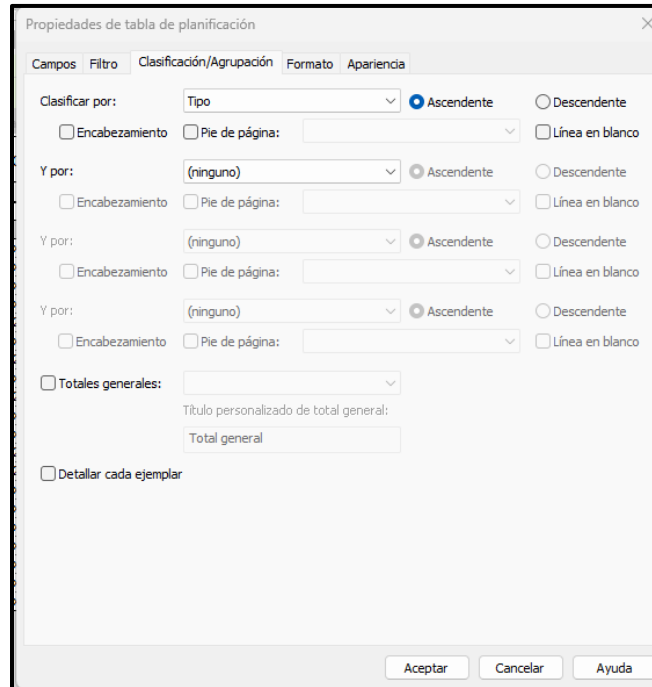 Propiedades de tabla de planificación
Campos Filtro Clasificación/Agrupación Formato Apariencia
Clasificar por: Tipo Ascendente Descendente
Encabezamiento Pie de página: Línea en blanco
Y por: (ninguno) Ascendente Descendente
Encabezamiento Pie de página: Línea en blanco
Y por: (ninguno) Ascendente Descendente
Encabezamiento Pie de página: Línea en blanco
Y por: (ninguno) Ascendente Descendente
Encabezamiento Pie de página: Línea en blanco
Totales generales:
Título personalizado de total general:
Total general
Detallar cada ejemplar
Aceptar Cancelar Ayuda